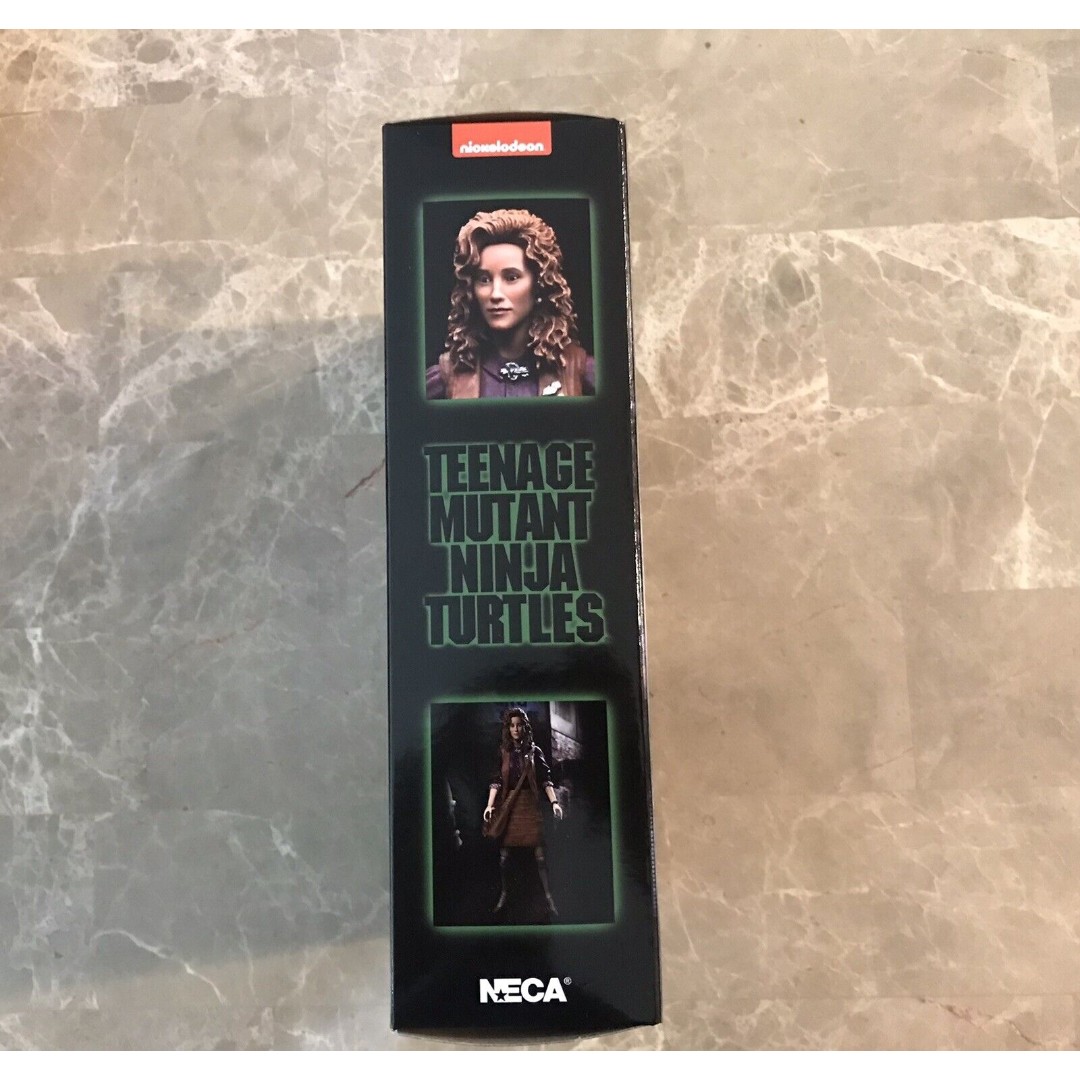 nickelodeon
TEENAGE
MUTANT
NINJA
TURTLES
NECA®